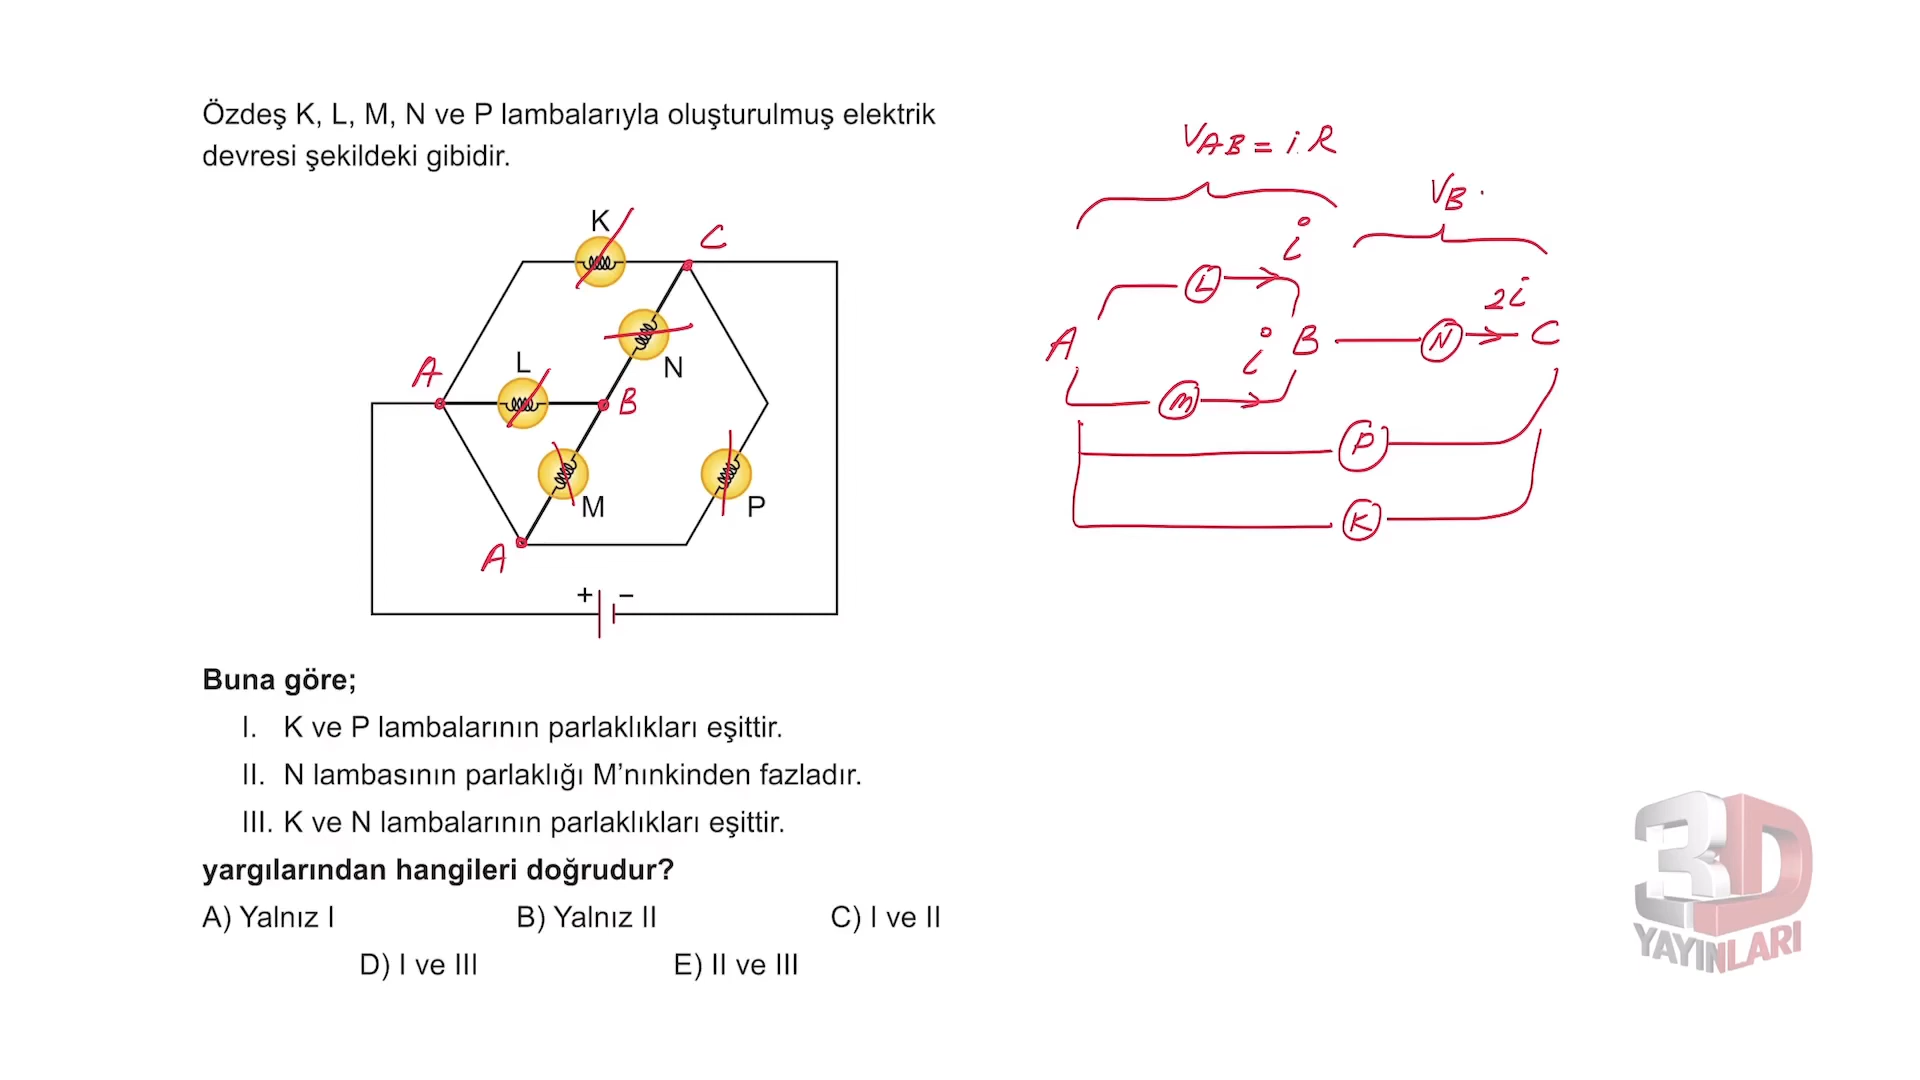 Özdeş K, L, M, N ve P lambalarıyla oluşturulmuş elektrik
devresi şekildeki gibidir.
K
C
N
A
L
B
M
P
A
+ −
V_AB = i.R
V_B
i
L
2i
A
i
B
N
C
M
P
K
Buna göre;
I. K ve P lambalarının parlaklıkları eşittir.
II. N lambasının parlaklığı M’nınkinden fazladır.
III. K ve N lambalarının parlaklıkları eşittir.
yargılarından hangileri doğrudur?
A) Yalnız I B) Yalnız II C) I ve II
D) I ve III E) II ve III
3D
YAYINLARI